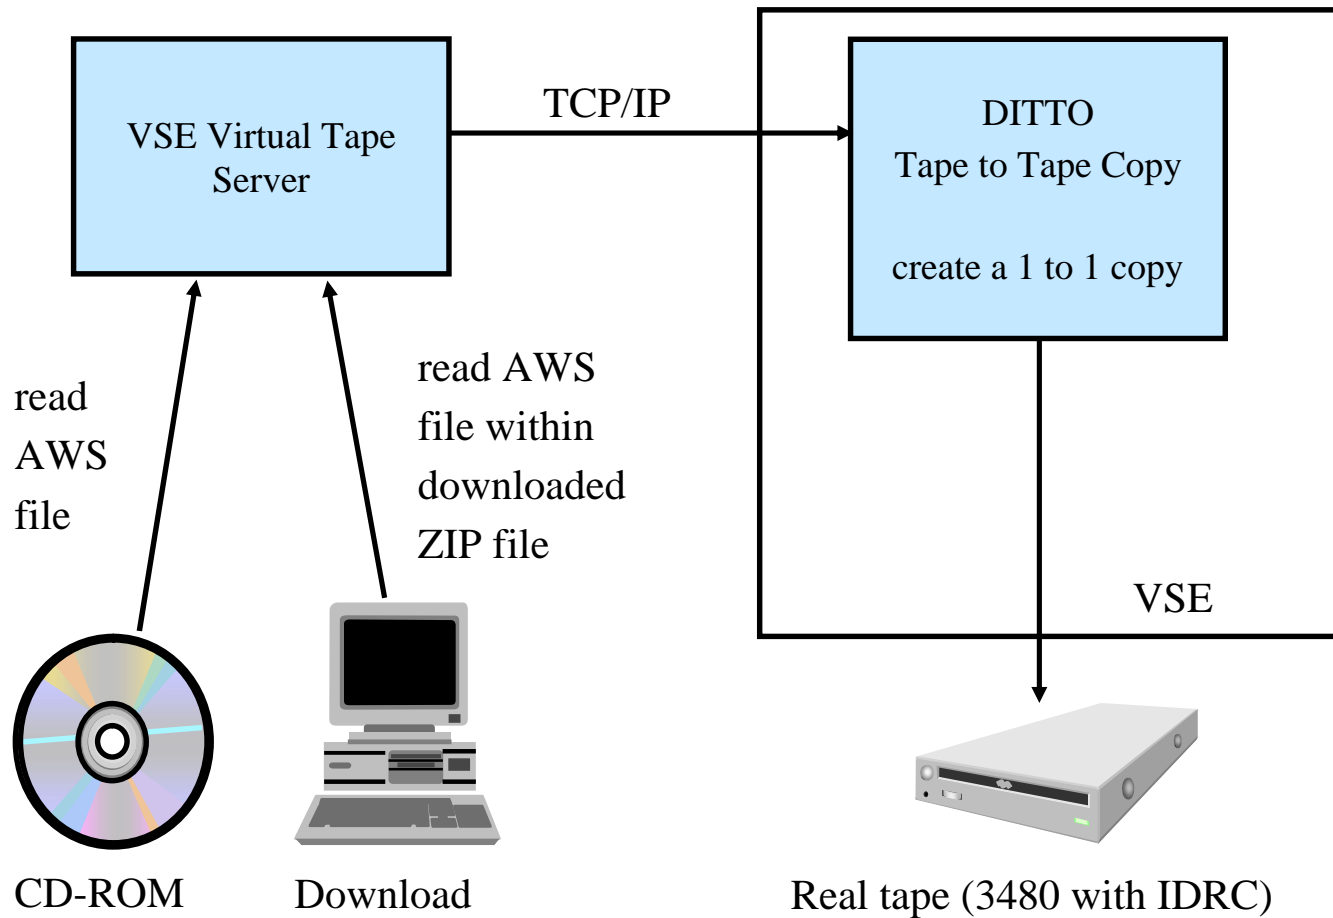 VSE Virtual Tape
Server
TCP/IP
DITTO
Tape to Tape Copy
create a 1 to 1 copy
read
AWS
file
read AWS
file within
downloaded
ZIP file
VSE
CD-ROM
Download
Real tape (3480 with IDRC)